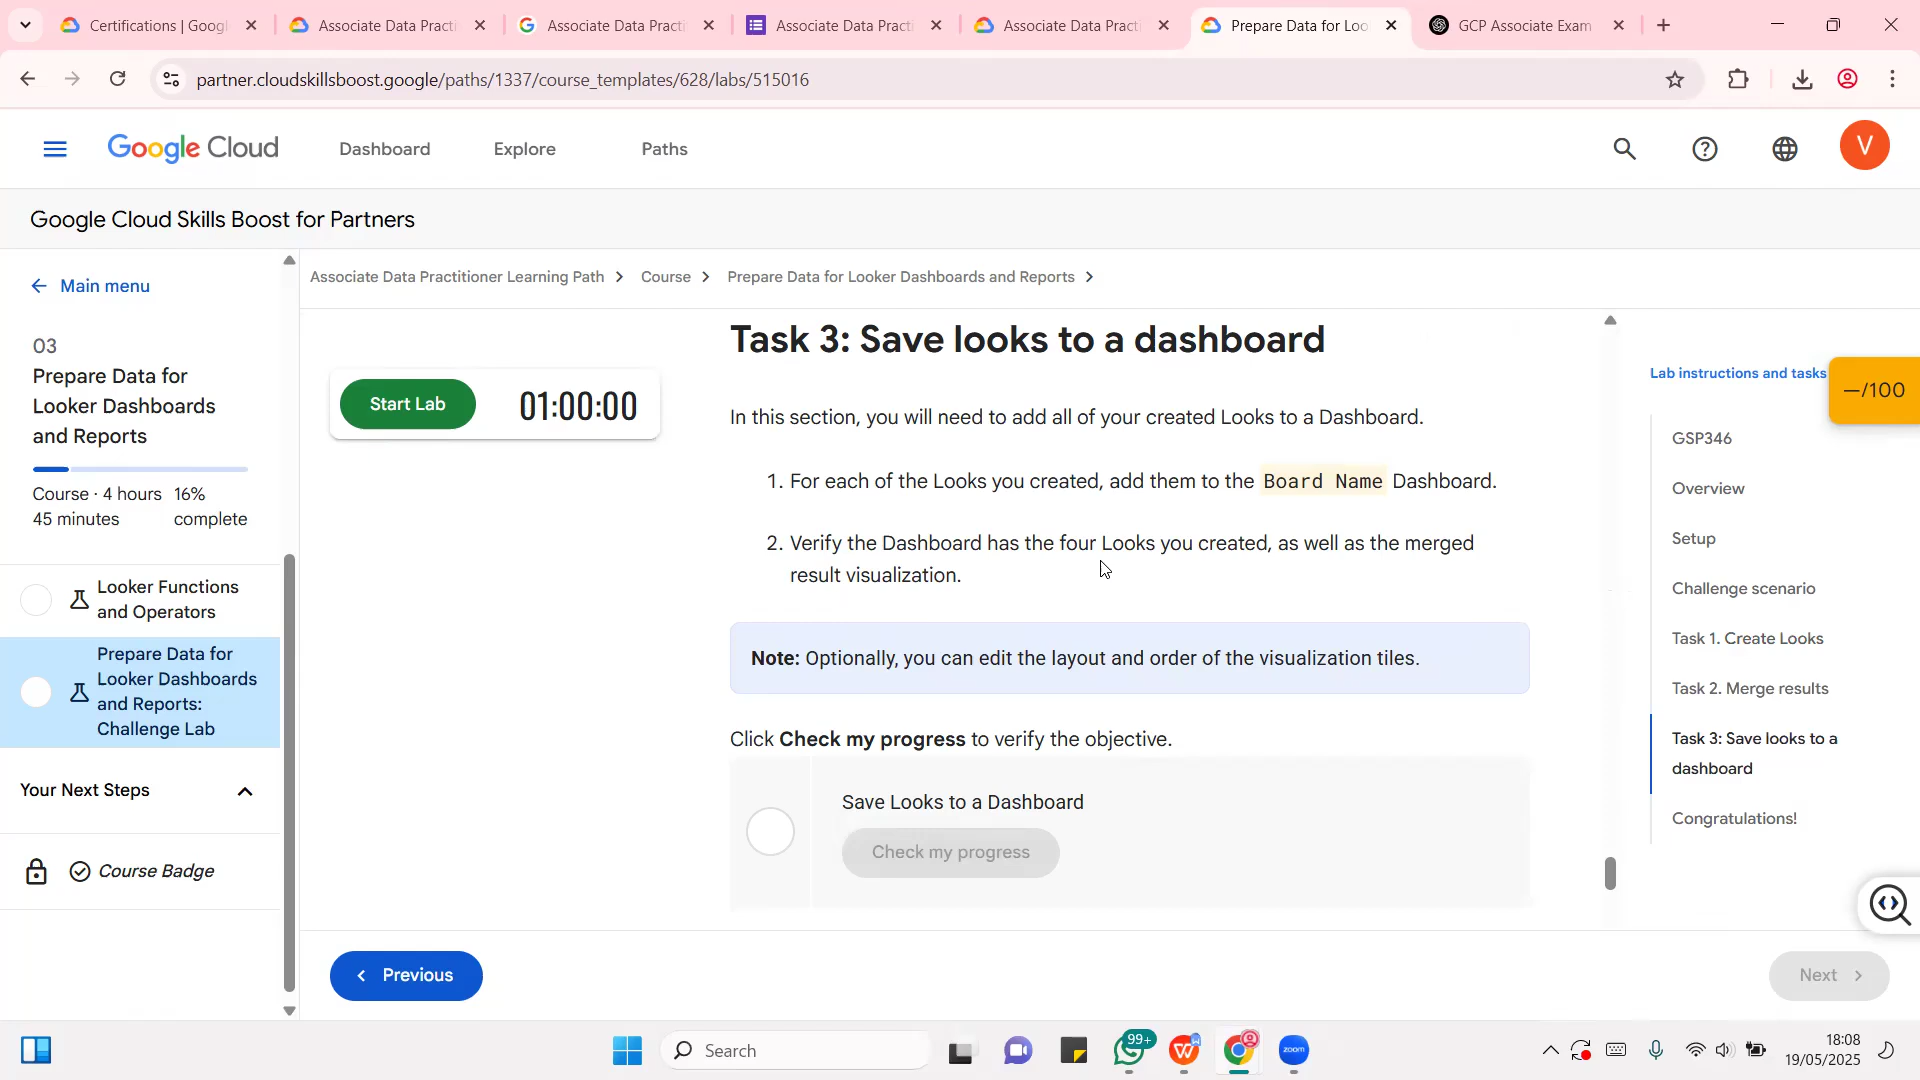 Certifications | Googl
Associate Data Practi
Associate Data Practi
Associate Data Practi
Associate Data Practi
Prepare Data for Loo
GCP Associate Exam
partner.cloudskillsboost.google/paths/1337/course_templates/628/labs/515016
Google Cloud
Dashboard
Explore
Paths
V
Google Cloud Skills Boost for Partners
Main menu
03
Prepare Data for
Looker Dashboards
and Reports
Course · 4 hours
45 minutes
16%
complete
Looker Functions
and Operators
Prepare Data for
Looker Dashboards
and Reports:
Challenge Lab
Your Next Steps
Course Badge
Associate Data Practitioner Learning Path
Course
Prepare Data for Looker Dashboards and Reports
Start Lab
01:00:00
Task 3: Save looks to a dashboard
In this section, you will need to add all of your created Looks to a Dashboard.
1. For each of the Looks you created, add them to the Board Name Dashboard.
2. Verify the Dashboard has the four Looks you created, as well as the merged
result visualization.
Note: Optionally, you can edit the layout and order of the visualization tiles.
Click Check my progress to verify the objective.
Save Looks to a Dashboard
Check my progress
Lab instructions and tasks
—/100
GSP346
Overview
Setup
Challenge scenario
Task 1. Create Looks
Task 2. Merge results
Task 3: Save looks to a
dashboard
Congratulations!
Previous
Next
Search
99+
zoom
18:08
19/05/2025